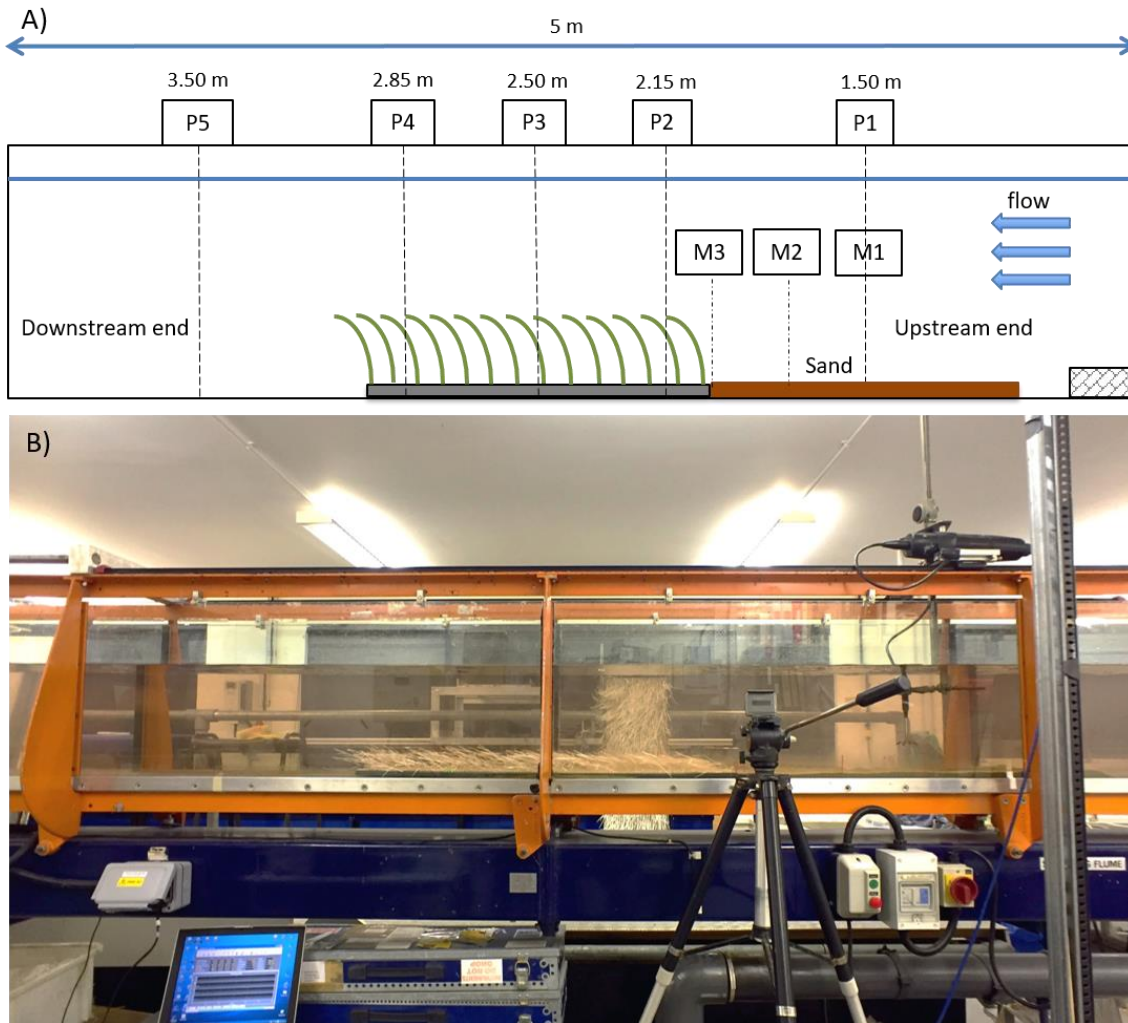 A)
5 m
3.50 m 2.85 m 2.50 m 2.15 m 1.50 m
P5 P4 P3 P2 P1
flow
M3 M2 M1
Downstream end Upstream end
Sand
B)
FLUME